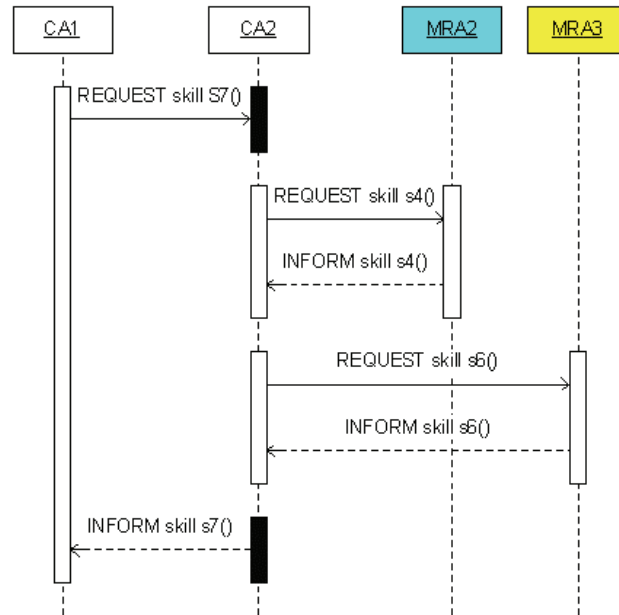 CA1
CA2
MRA2
MRA3
REQUEST skill S7()
REQUEST skill s4()
INFORM skill s4()
REQUEST skill s6()
INFORM skill s6()
INFORM skill s7()